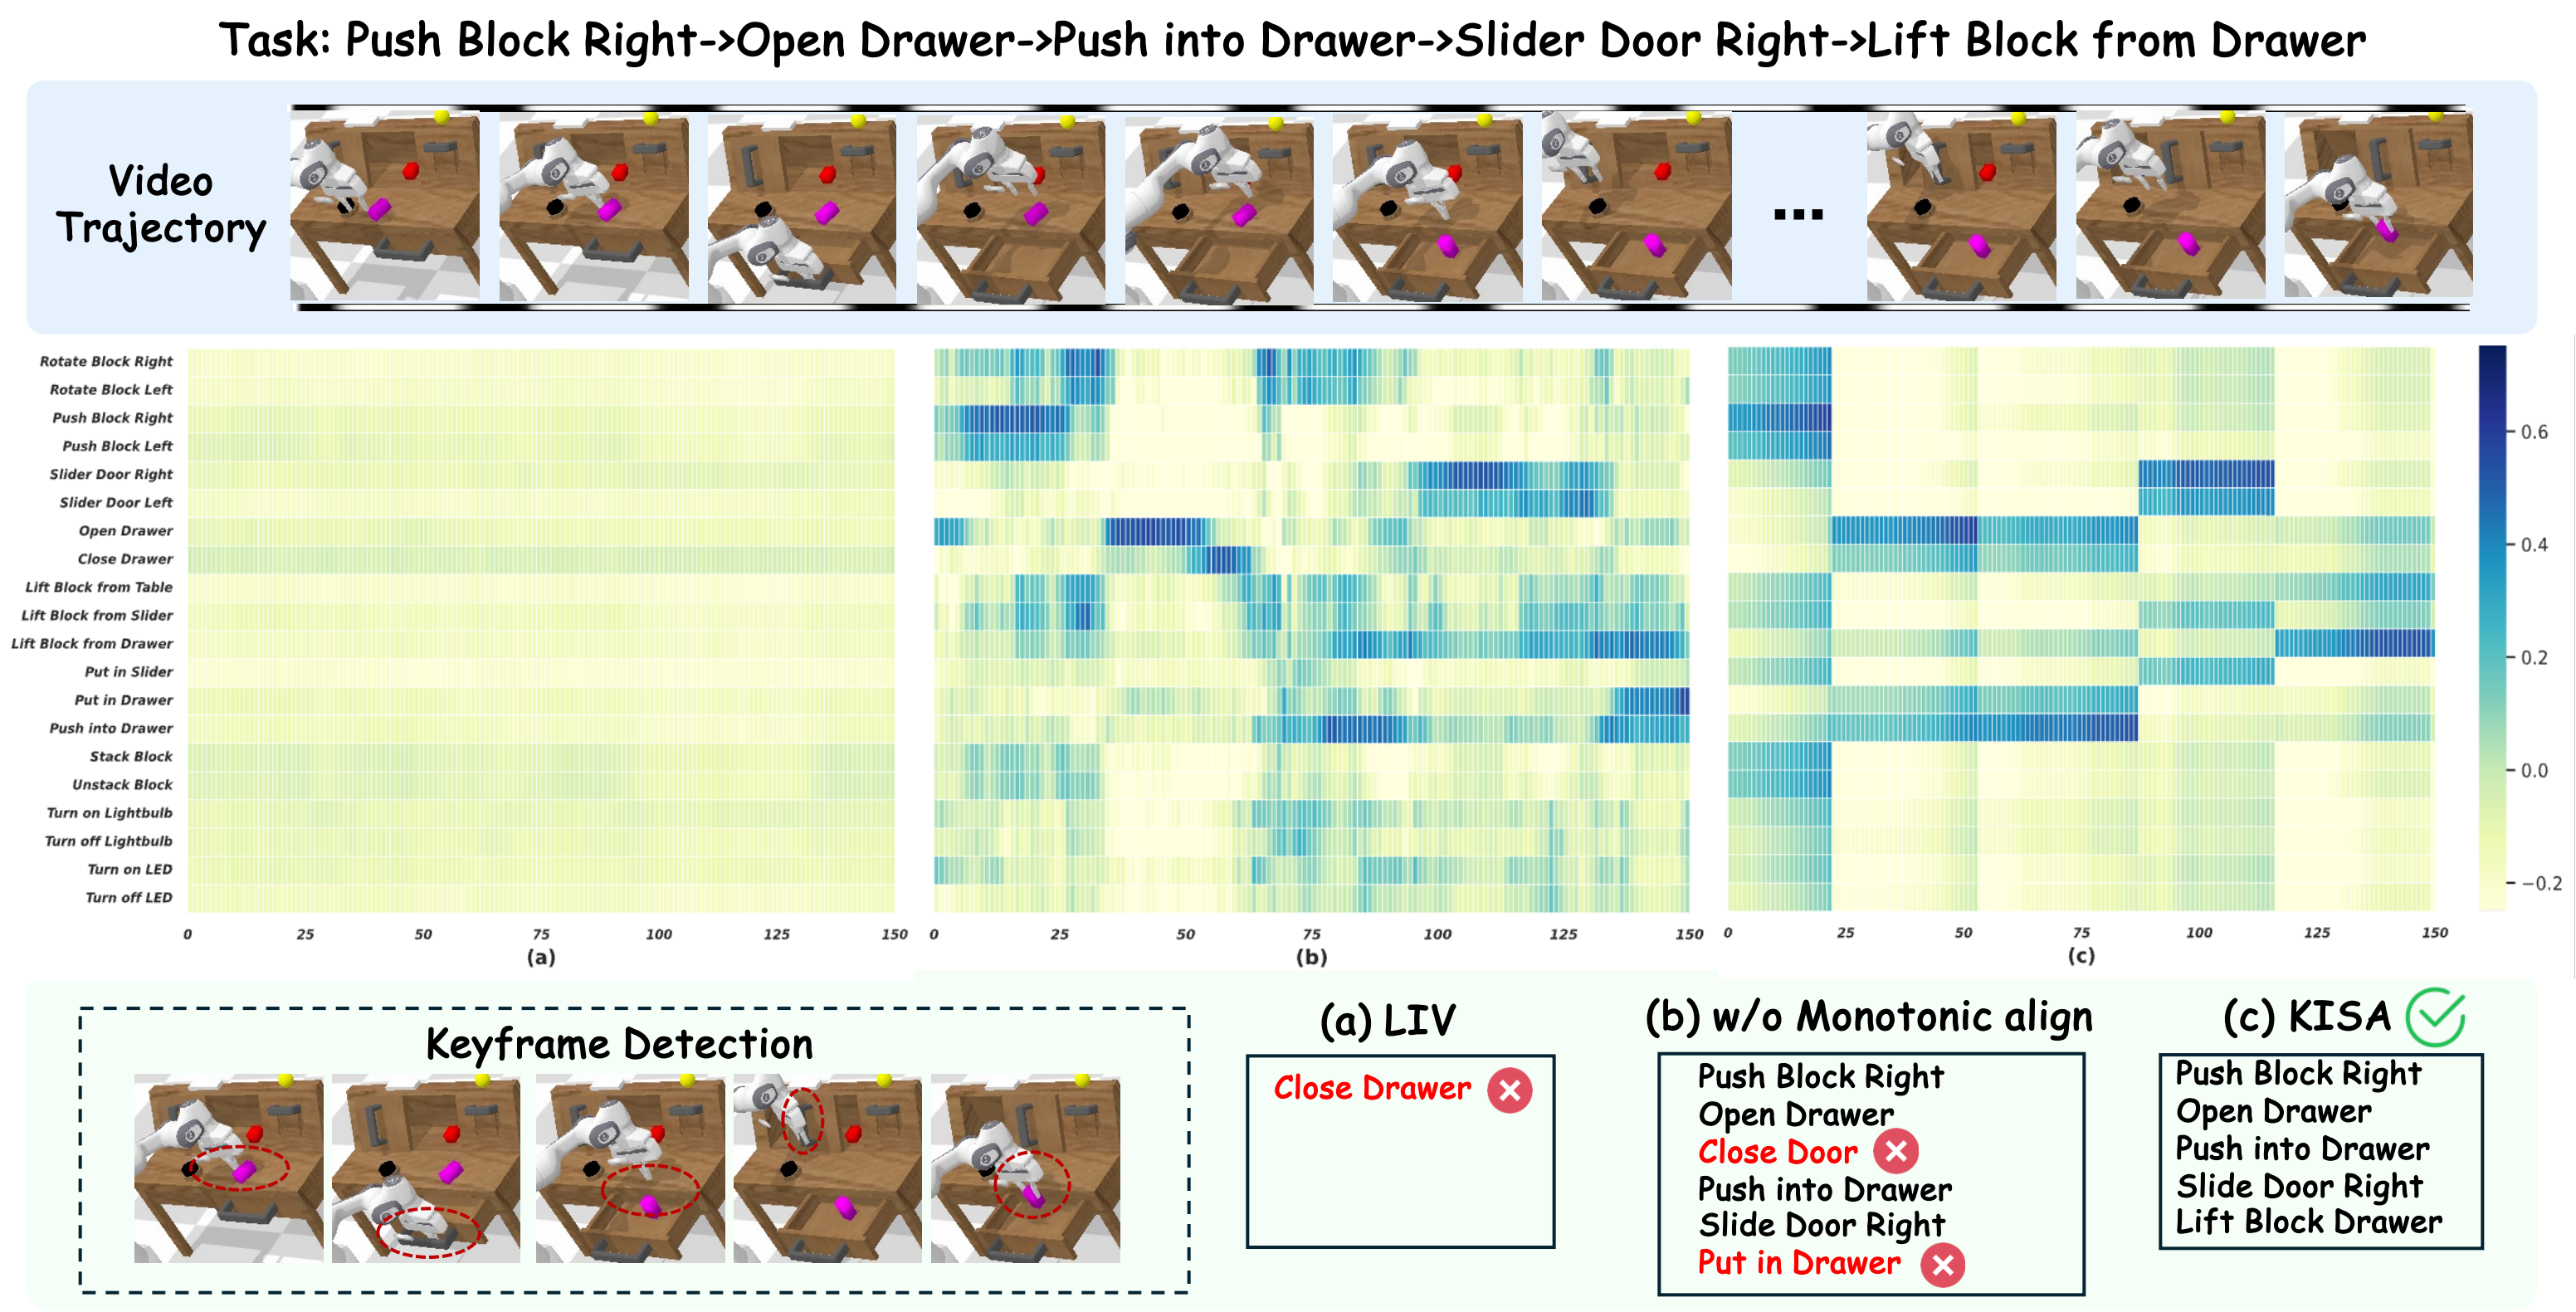 Task: Push Block Right->Open Drawer->Push into Drawer->Slider Door Right->Lift Block from Drawer
Video
Trajectory
...
Rotate Block Right
Rotate Block Left
Push Block Right
Push Block Left
Slider Door Right
Slider Door Left
Open Drawer
Close Drawer
Lift Block from Table
Lift Block from Slider
Lift Block from Drawer
Put in Slider
Put in Drawer
Push into Drawer
Stack Block
Unstack Block
Turn on Lightbulb
Turn off Lightbulb
Turn on LED
Turn off LED
0 25 50 75 100 125 150
(a)
0 25 50 75 100 125 150
(b)
0 25 50 75 100 125 150
(c)
0.6
0.4
0.2
0.0
−0.2
Keyframe Detection
(a) LIV
Close Drawer
(b) w/o Monotonic align
Push Block Right
Open Drawer
Close Door
Push into Drawer
Slide Door Right
Put in Drawer
(c) KISA
Push Block Right
Open Drawer
Push into Drawer
Slide Door Right
Lift Block Drawer